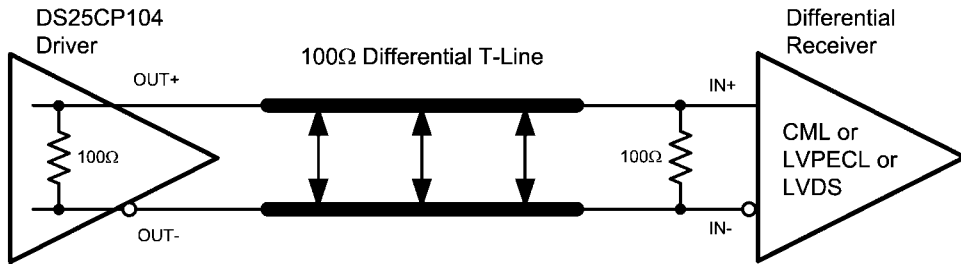 DS25CP104
Driver
OUT+
100Ω
OUT-
100Ω Differential T-Line
100Ω
IN+
IN-
Differential
Receiver
CML or
LVPECL or
LVDS